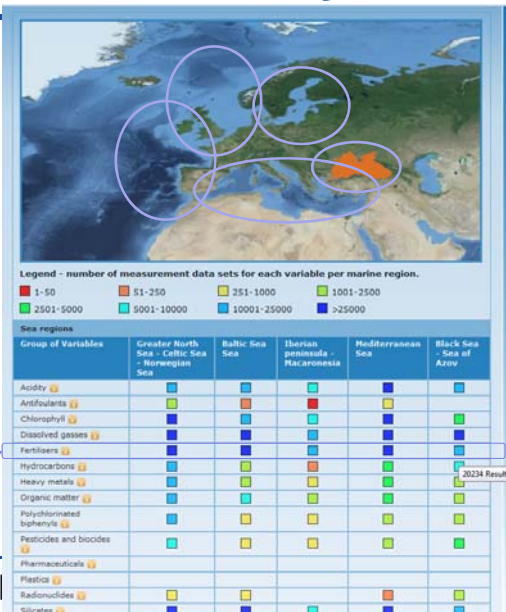 Legend - number of measurement data sets for each variable per marine region.
1-50 51-250 251-1000 1001-2500
2501-5000 5001-10000 10001-25000 >25000
Sea regions
Group of Variables
Greater North
Sea - Celtic Sea
- Norwegian
Sea
Baltic Sea
Sea
Iberian
peninsula -
Macaronesia
Mediterranean
Sea
Black Sea
- Sea of
Azov
Acidity
Antifoulants
Chlorophyll
Dissolved gasses
Fertilisers
Hydrocarbons
20234 Result
Heavy metals
Organic matter
Polychlorinated
biphenyls
Pesticides and biocides
Pharmaceuticals
Plastics
Radionuclides
Silicates